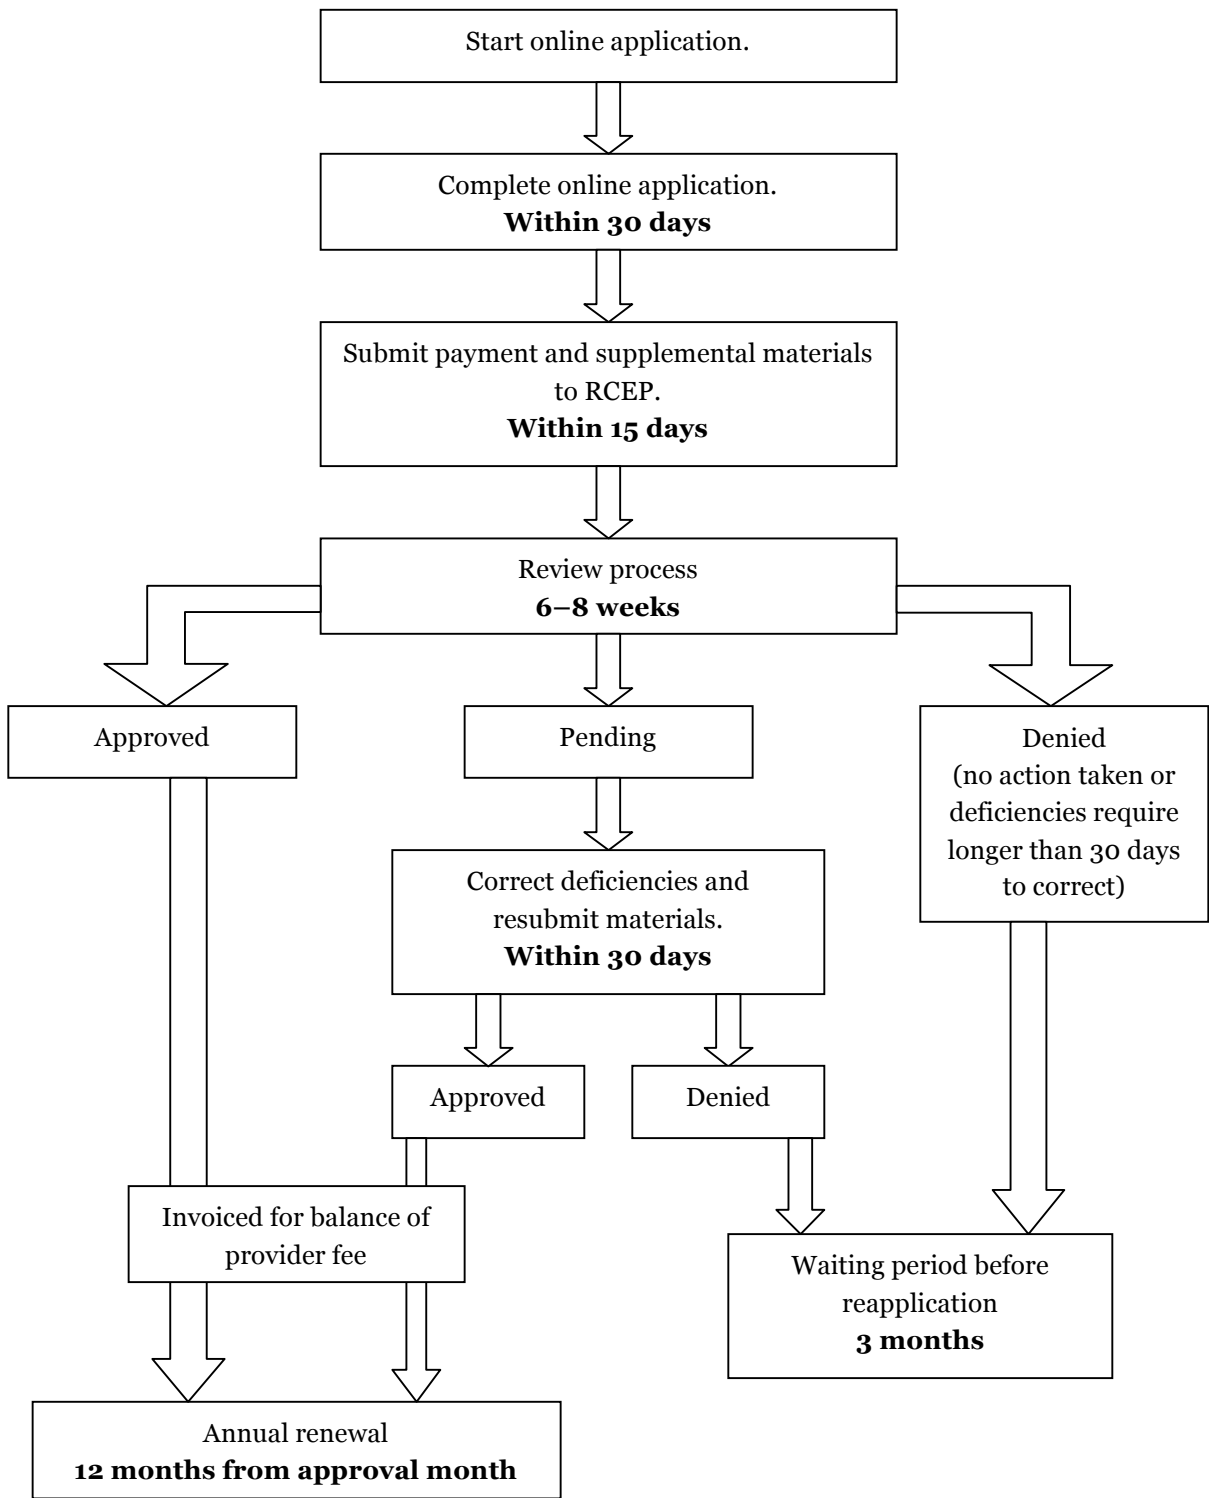 Start online application.
Complete online application.
Within 30 days
Submit payment and supplemental materials
to RCEP.
Within 15 days
Review process
6–8 weeks
Approved
Pending
Denied
(no action taken or
deficiencies require
longer than 30 days
to correct)
Correct deficiencies and
resubmit materials.
Within 30 days
Approved
Denied
Invoiced for balance of
provider fee
Waiting period before
reapplication
3 months
Annual renewal
12 months from approval month